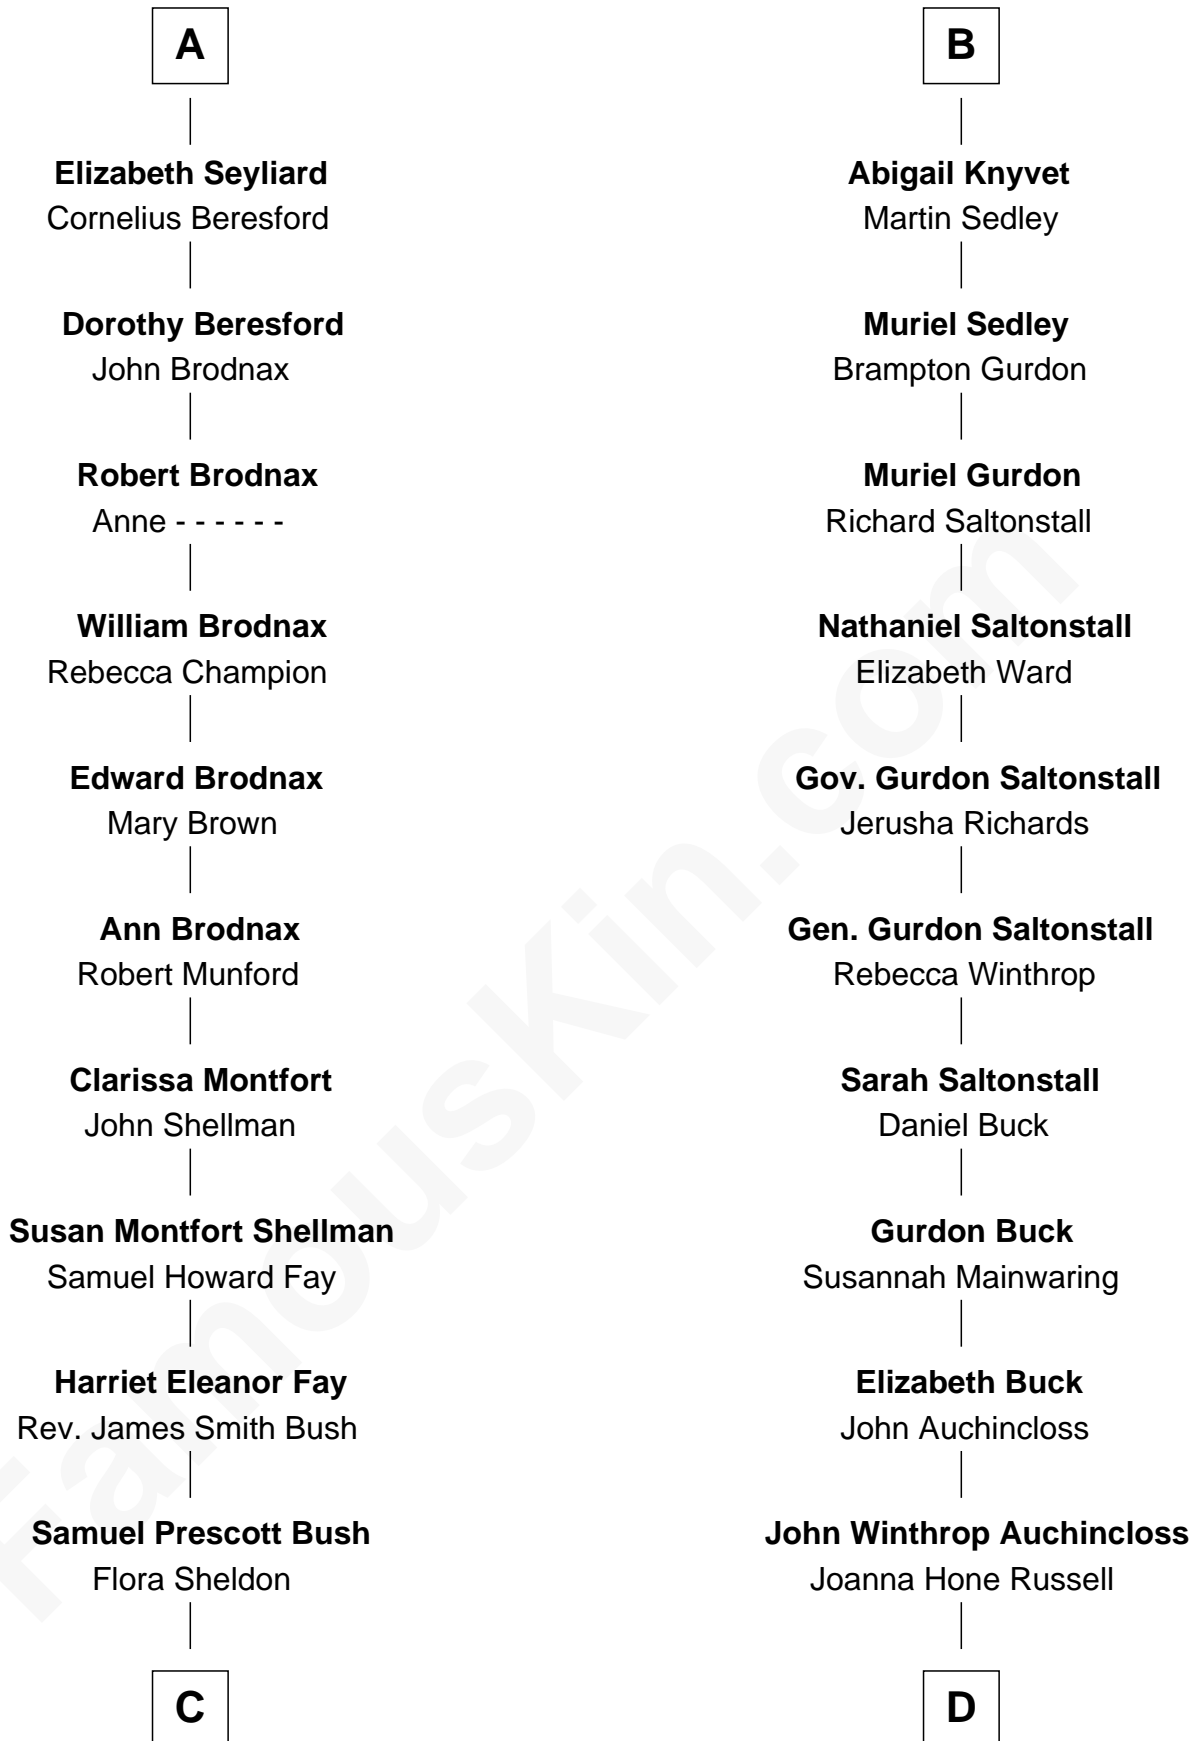 A
Elizabeth Seyliard
Cornelius Beresford
Dorothy Beresford
John Brodnax
Robert Brodnax
Anne - - - - - -
William Brodnax
Rebecca Champion
Edward Brodnax
Mary Brown
Ann Brodnax
Robert Munford
Clarissa Montfort
John Shellman
Susan Montfort Shellman
Samuel Howard Fay
Harriet Eleanor Fay
Rev. James Smith Bush
Samuel Prescott Bush
Flora Sheldon
C
B
Abigail Knyvet
Martin Sedley
Muriel Sedley
Brampton Gurdon
Muriel Gurdon
Richard Saltonstall
Nathaniel Saltonstall
Elizabeth Ward
Gov. Gurdon Saltonstall
Jerusha Richards
Gen. Gurdon Saltonstall
Rebecca Winthrop
Sarah Saltonstall
Daniel Buck
Gurdon Buck
Susannah Mainwaring
Elizabeth Buck
John Auchincloss
John Winthrop Auchincloss
Joanna Hone Russell
D
FamousKin.com